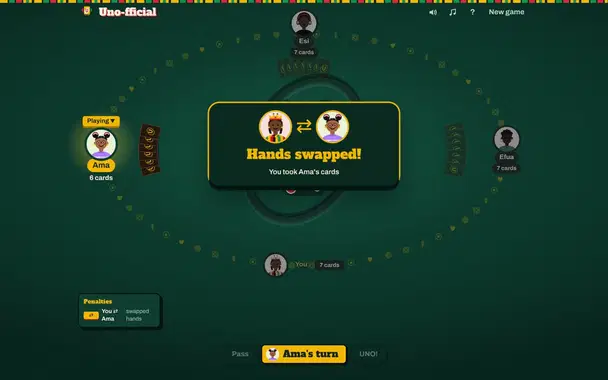 Uno-fficial
? New game
Esi
7 cards
Playing ▼
Ama
6 cards
Hands swapped!
You took Ama's cards
Efua
7 cards
You
7 cards
Penalties
You ⇄ Ama
swapped hands
Pass
Ama's turn
UNO!